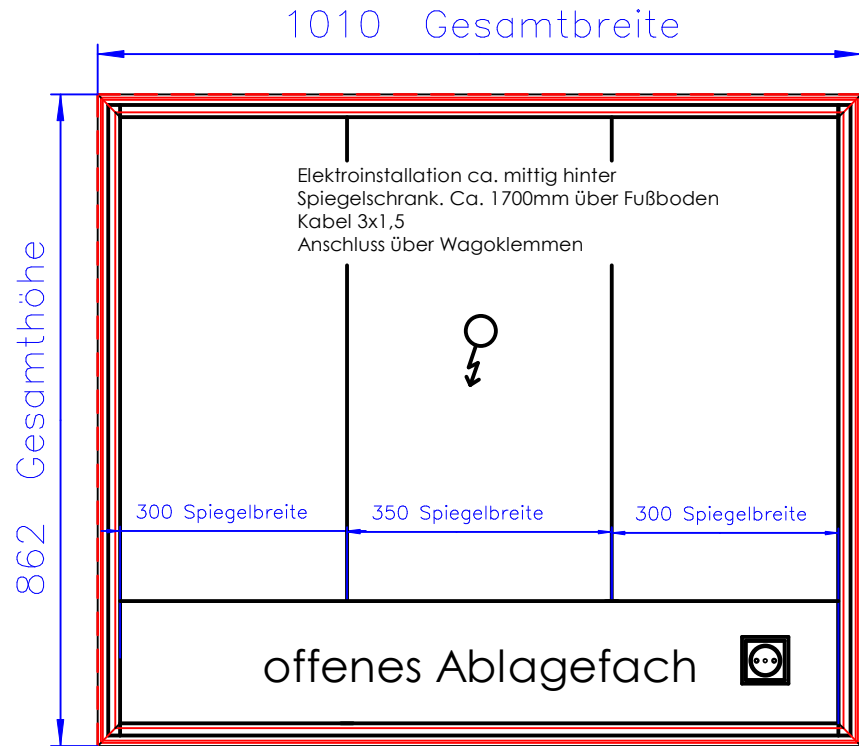 1010 Gesamtbreite
862 Gesamthöhe
Elektroinstallation ca. mittig hinter
Spiegelschrank. Ca. 1700mm über Fußboden
Kabel 3x1,5
Anschluss über Wagoklemmen
300 Spiegelbreite
350 Spiegelbreite
300 Spiegelbreite
offenes Ablagefach